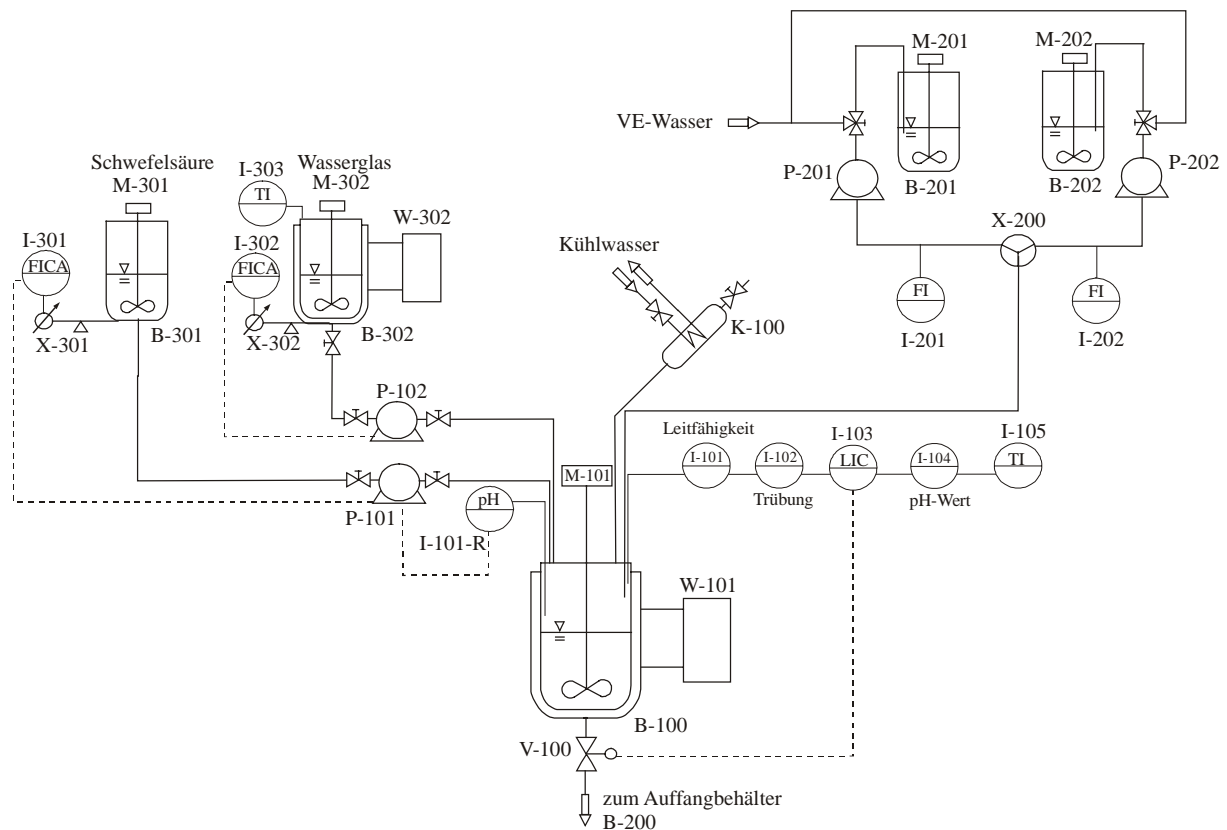 M-201
M-202
VE-Wasser
P-201
B-201
B-202
P-202
X-200
FI
I-201
FI
I-202
Schwefelsäure
M-301
I-301
FICA
X-301
B-301
I-303
TI
Wasserglas
M-302
W-302
I-302
FICA
X-302
B-302
Kühlwasser
K-100
P-102
P-101
M-101
pH
I-101-R
Leitfähigkeit
I-101
I-102
Trübung
I-103
LIC
I-104
pH-Wert
I-105
TI
W-101
B-100
V-100
zum Auffangbehälter
B-200